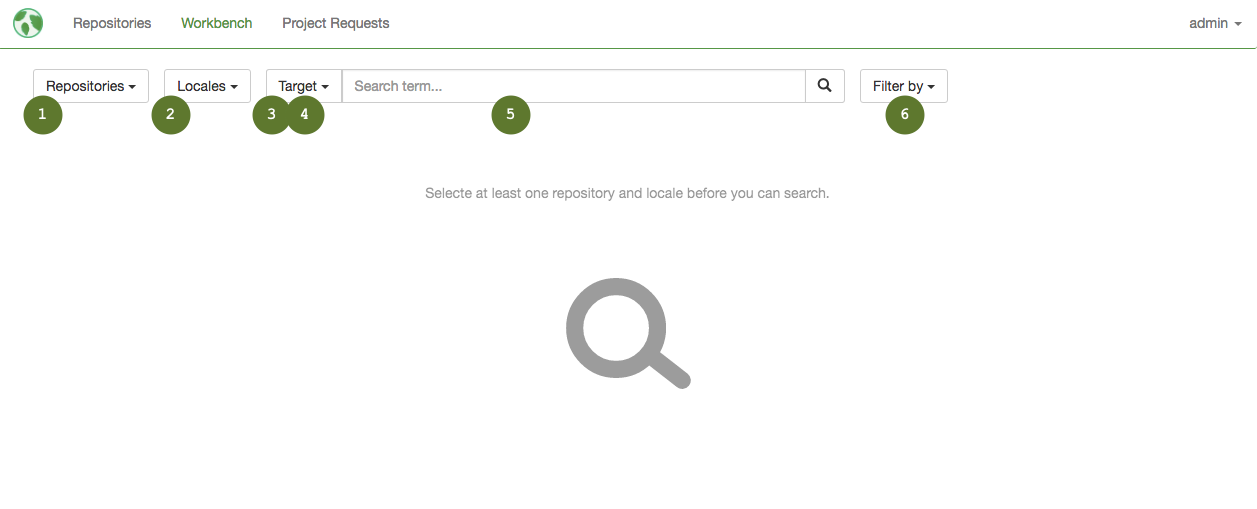 Repositories Workbench Project Requests admin
Repositories Locales Target Search term... Filter by
1 2 3 4 5 6
Selecte at least one repository and locale before you can search.